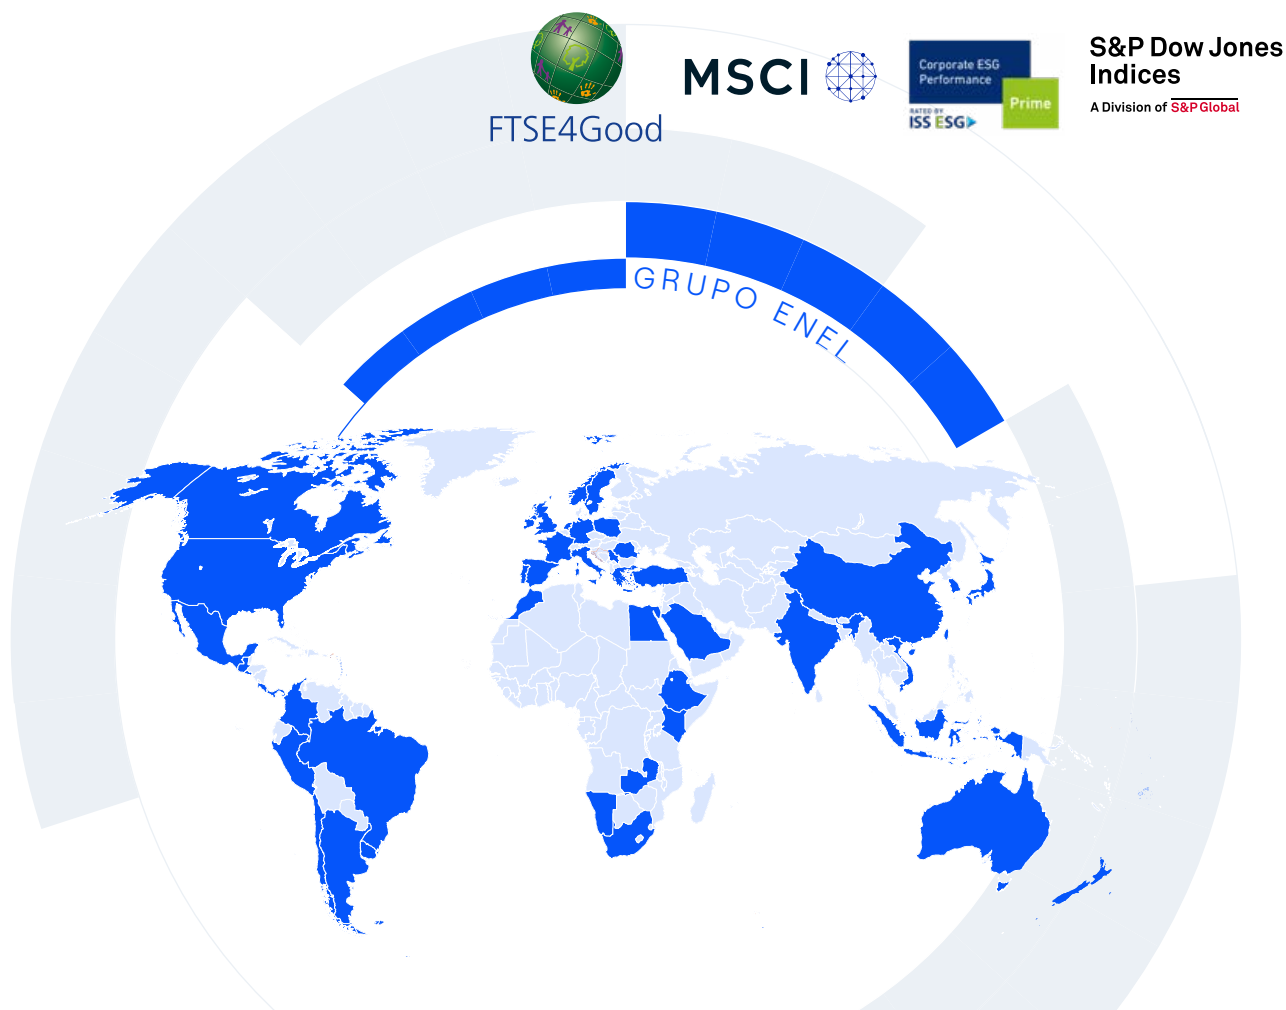 FTSE4Good
MSCI
Corporate ESG
Performance
Prime
RATED BY
ISS ESG
S&P Dow Jones
Indices
A Division of S&P Global
GRUPO ENEL